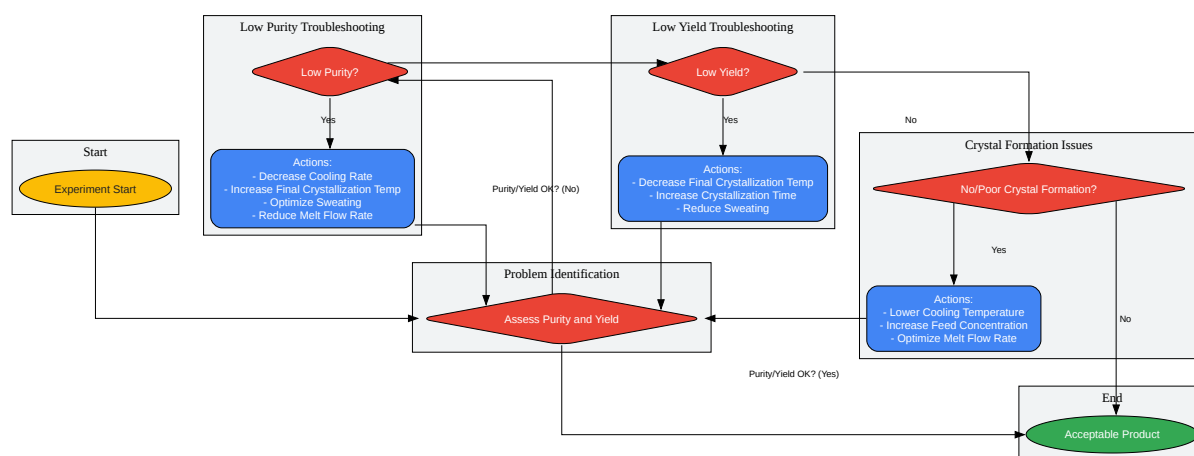 Low Purity Troubleshooting
Low Purity?
Yes
Actions:
- Decrease Cooling Rate
- Increase Final Crystallization Temp
- Optimize Sweating
- Reduce Melt Flow Rate
Low Yield Troubleshooting
Low Yield?
Yes
Actions:
- Decrease Final Crystallization Temp
- Increase Crystallization Time
- Reduce Sweating
No
Start
Experiment Start
Purity/Yield OK? (No)
Crystal Formation Issues
No/Poor Crystal Formation?
Yes
Actions:
- Lower Cooling Temperature
- Increase Feed Concentration
- Optimize Melt Flow Rate
No
Problem Identification
Assess Purity and Yield
Purity/Yield OK? (Yes)
End
Acceptable Product